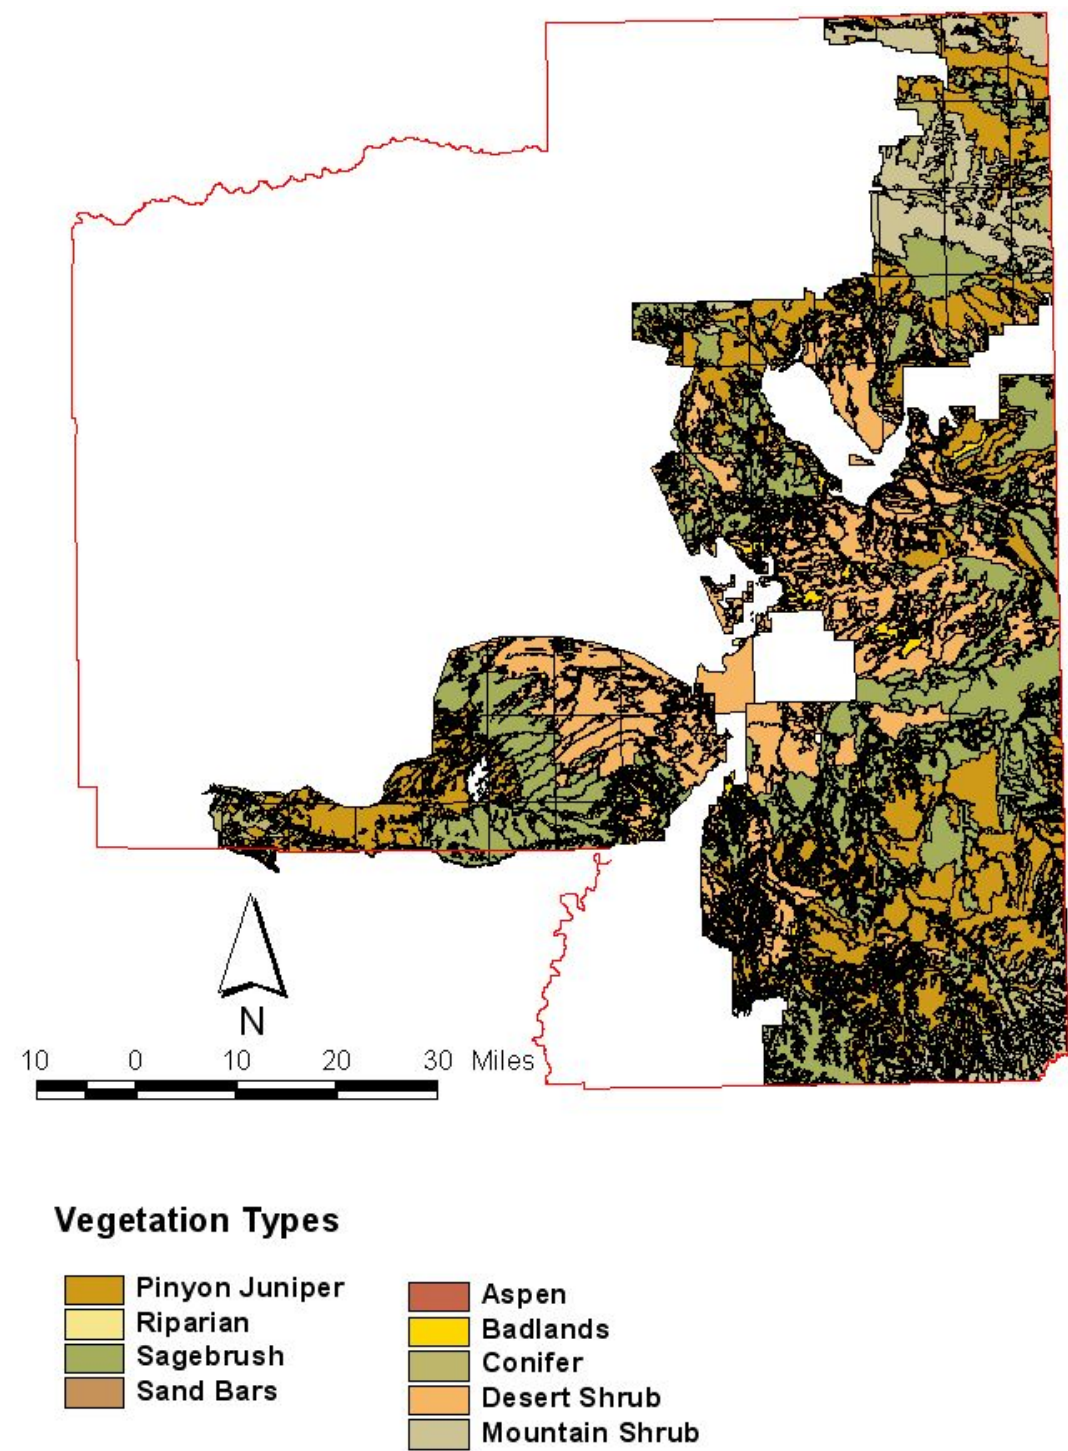 N
10 0 10 20 30 Miles
Vegetation Types
Pinyon Juniper
Riparian
Sagebrush
Sand Bars
Aspen
Badlands
Conifer
Desert Shrub
Mountain Shrub